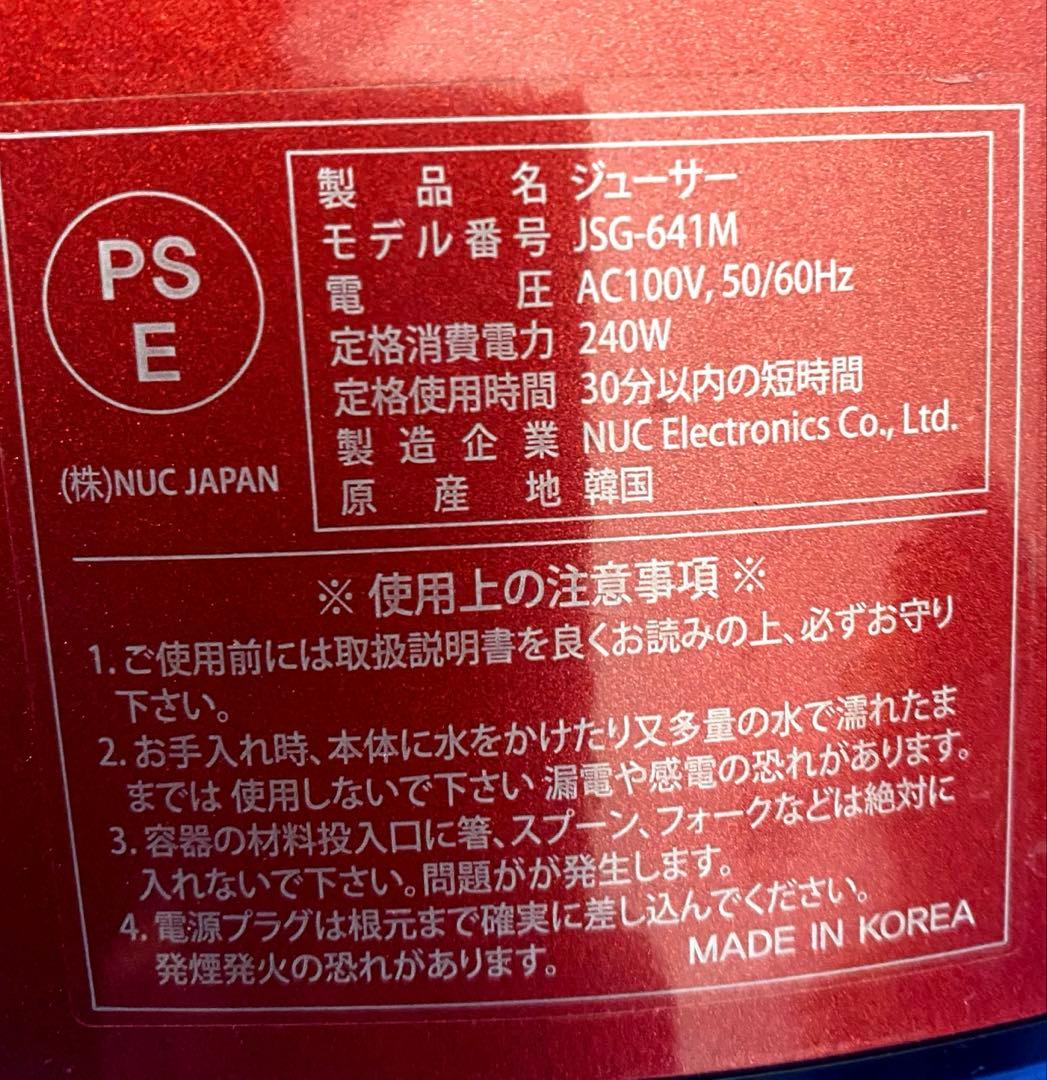 PS
E
(株)NUC JAPAN
製品名 ジューサー
モデル番号 JSG-641M
電圧 AC100V, 50/60Hz
定格消費電力 240W
定格使用時間 30分以内の短時間
製造企業 NUC Electronics Co., Ltd.
原産地 韓国
※ 使用上の注意事項 ※
1. ご使用前には取扱説明書を良くお読みの上、必ずお守り
下さい。
2. お手入れ時、本体に水をかけたり又多量の水で濡れたま
までは 使用しないで下さい 漏電や感電の恐れがあります。
3. 容器の材料投入口に箸、スプーン、フォークなどは絶対に
入れないで下さい。問題がが発生します。
4. 電源プラグは根元まで確実に差し込んでください。
発煙発火の恐れがあります。
MADE IN KOREA